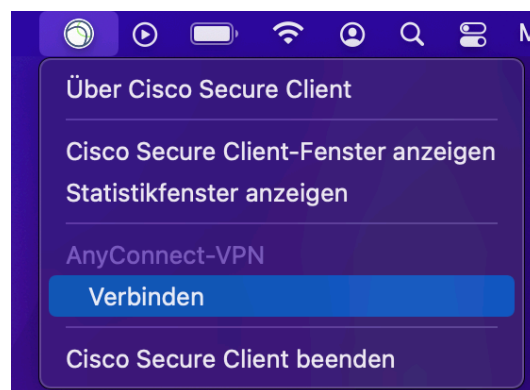 Über Cisco Secure Client
Cisco Secure Client-Fenster anzeigen
Statistikfenster anzeigen
AnyConnect-VPN
Verbinden
Cisco Secure Client beenden